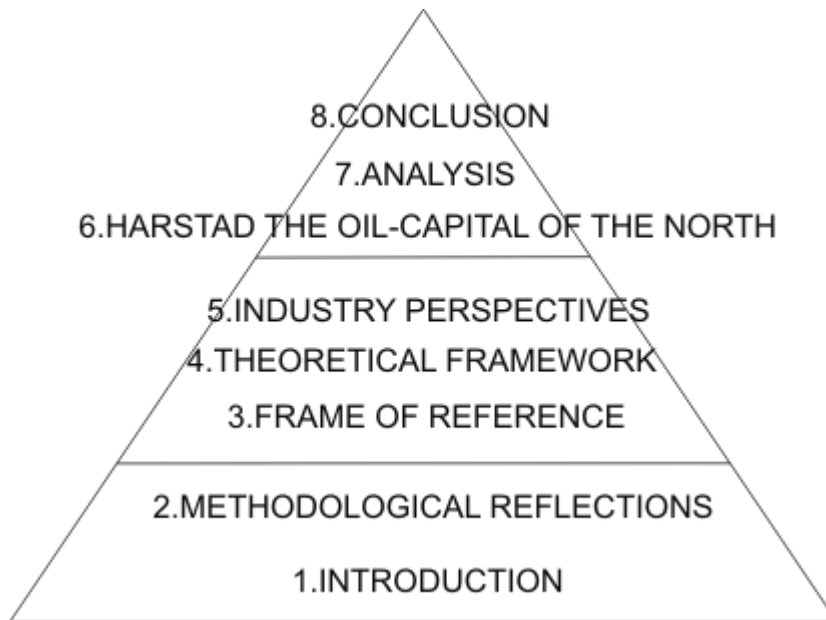 8.CONCLUSION
7.ANALYSIS
6.HARSTAD THE OIL-CAPITAL OF THE NORTH
5.INDUSTRY PERSPECTIVES
4.THEORETICAL FRAMEWORK
3.FRAME OF REFERENCE
2.METHODOLOGICAL REFLECTIONS
1.INTRODUCTION